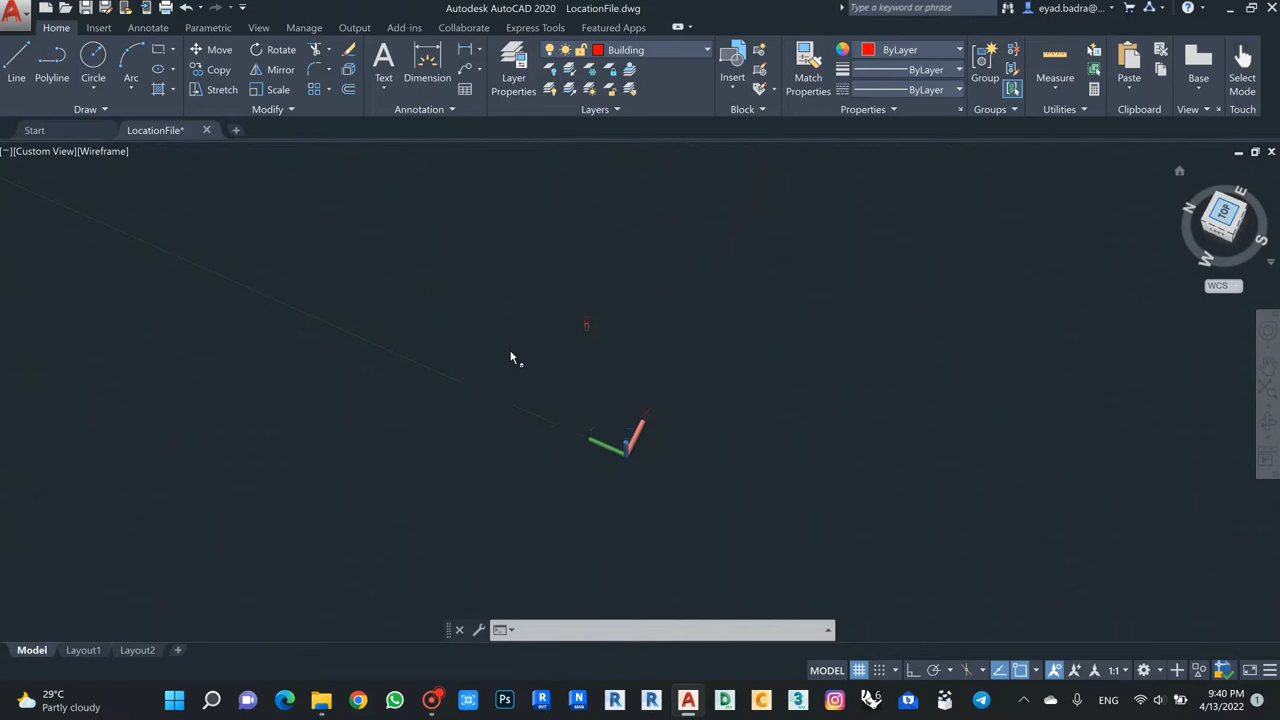 Autodesk AutoCAD 2020 LocationFile.dwg
Type a keyword or phrase
eyad.badra@...
Home Insert Annotate Parametric View Manage Output Add-ins Collaborate Express Tools Featured Apps
Line
Polyline
Circle
Arc
Move
Rotate
Copy
Mirror
Stretch
Scale
Draw
Modify
Text
Dimension
Annotation
Layer
Properties
Building
Layers
Insert
Block
Match
Properties
ByLayer
ByLayer
ByLayer
Properties
Group
Groups
Measure
Utilities
Paste
Clipboard
Base
View
Select
Mode
Touch
Start
LocationFile*
[−][Custom View][Wireframe]
N
E
S
W
TOP
LEFT
WCS
X
Y
Model
Layout1
Layout2
MODEL
1:1
29°C
Partly cloudy
Ps
RVT
MAN
ENG
9:40 PM
4/13/2022